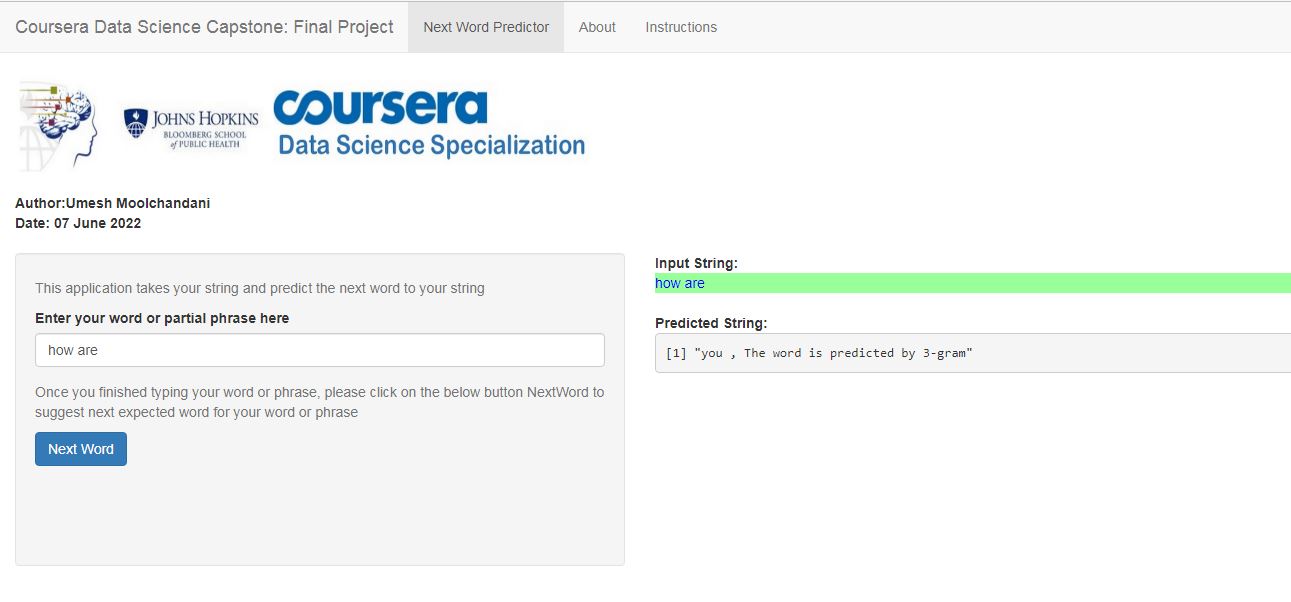 Coursera Data Science Capstone: Final Project Next Word Predictor About Instructions
JOHNS HOPKINS
BLOOMBERG SCHOOL
of PUBLIC HEALTH
coursera
Data Science Specialization
Author:Umesh Moolchandani
Date: 07 June 2022
This application takes your string and predict the next word to your string
Enter your word or partial phrase here
how are
Once you finished typing your word or phrase, please click on the below button NextWord to
suggest next expected word for your word or phrase
Next Word
Input String:
how are
Predicted String:
[1] "you , The word is predicted by 3-gram"